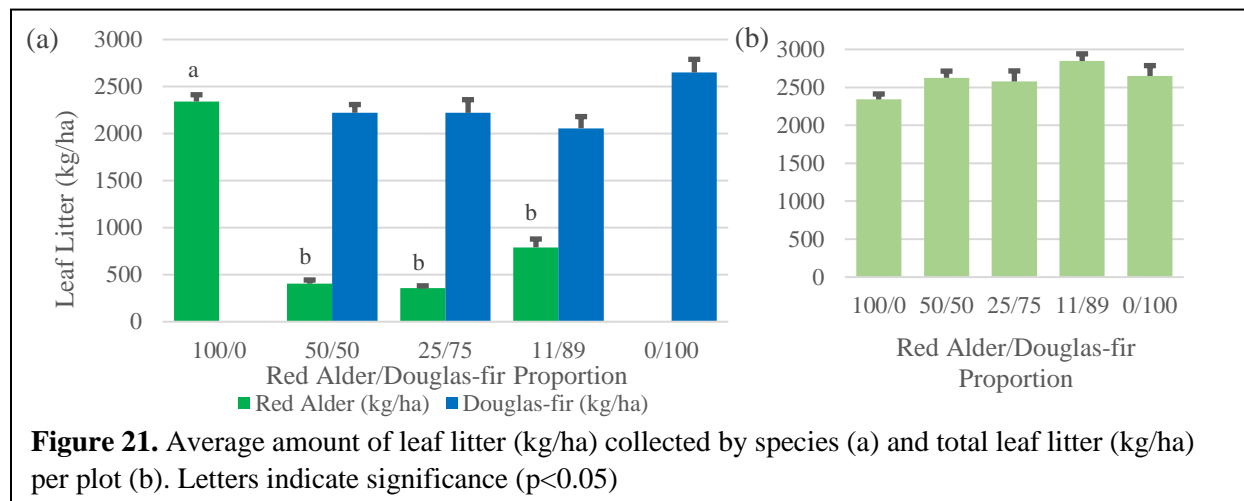 (a)
3000
2500
2000
1500
1000
500
0
Leaf Litter (kg/ha)
a
b
b
b
100/0 50/50 25/75 11/89 0/100
Red Alder/Douglas-fir Proportion
Red Alder (kg/ha) Douglas-fir (kg/ha)
(b)
3000
2500
2000
1500
1000
500
0
100/0 50/50 25/75 11/89 0/100
Red Alder/Douglas-fir
Proportion
Figure 21. Average amount of leaf litter (kg/ha) collected by species (a) and total leaf litter (kg/ha)
per plot (b). Letters indicate significance (p<0.05)